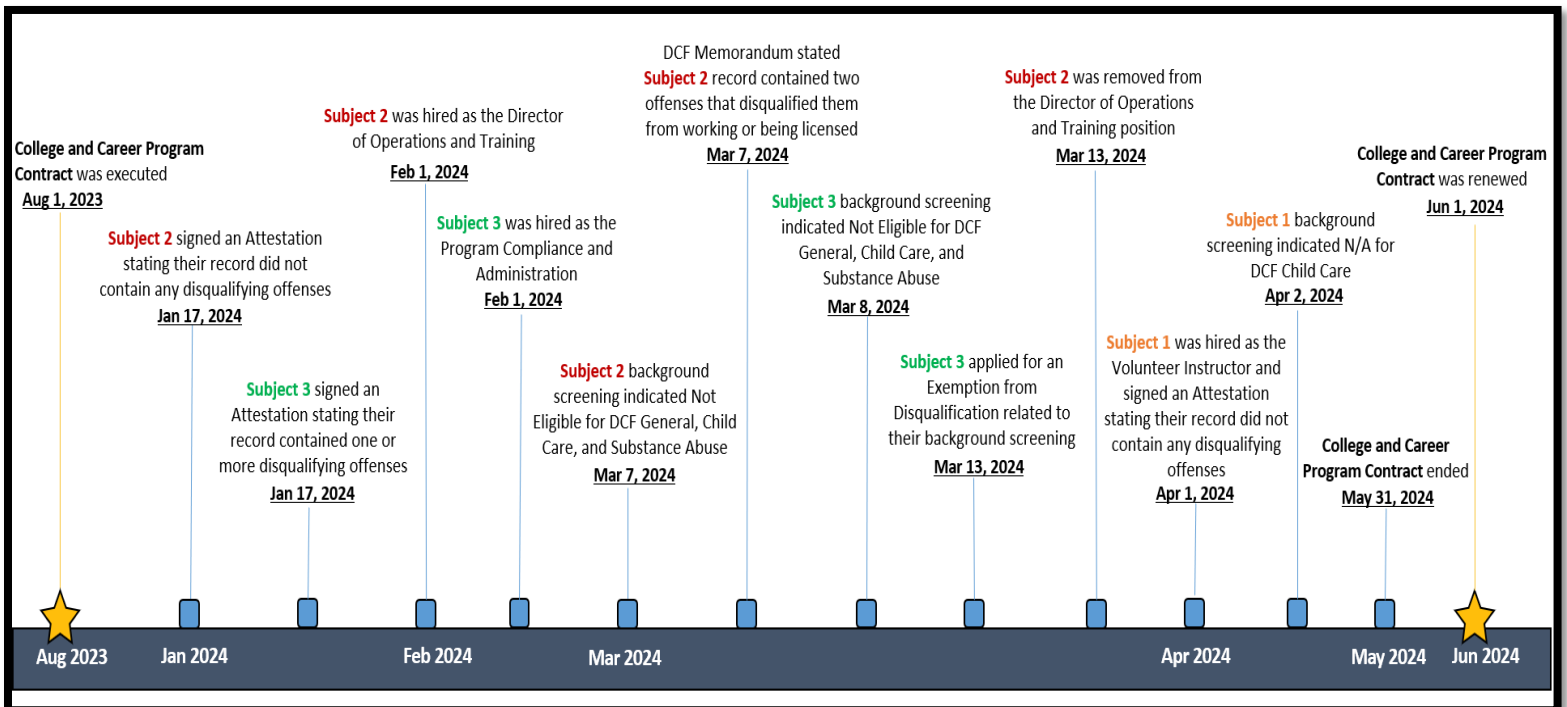 College and Career Program
Contract was executed
Aug 1, 2023
Subject 2 signed an Attestation
stating their record did not
contain any disqualifying offenses
Jan 17, 2024
Subject 3 signed an
Attestation stating their
record contained one or
more disqualifying offenses
Jan 17, 2024
Subject 2 was hired as the Director
of Operations and Training
Feb 1, 2024
Subject 3 was hired as the
Program Compliance and
Administration
Feb 1, 2024
Subject 2 background
screening indicated Not
Eligible for DCF General, Child
Care, and Substance Abuse
Mar 7, 2024
DCF Memorandum stated
Subject 2 record contained two
offenses that disqualified them
from working or being licensed
Mar 7, 2024
Subject 3 background screening
indicated Not Eligible for DCF
General, Child Care, and
Substance Abuse
Mar 8, 2024
Subject 3 applied for an
Exemption from
Disqualification related to
their background screening
Mar 13, 2024
Subject 2 was removed from
the Director of Operations
and Training position
Mar 13, 2024
Subject 1 was hired as the
Volunteer Instructor and
signed an Attestation
stating their record did not
contain any disqualifying
offenses
Apr 1, 2024
Subject 1 background
screening indicated N/A for
DCF Child Care
Apr 2, 2024
College and Career
Program Contract ended
May 31, 2024
College and Career Program
Contract was renewed
Jun 1, 2024
Aug 2023
Jan 2024
Feb 2024
Mar 2024
Apr 2024
May 2024
Jun 2024